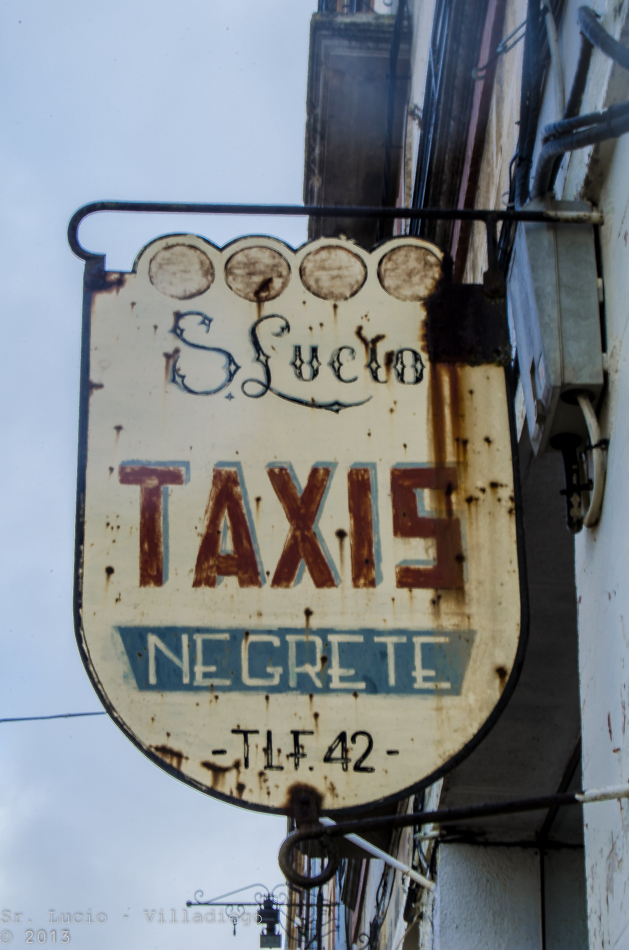 S. Lucio
TAXIS
NEGRETE
-TLF. 42-
Sr. Lucio - Villadiego
© 2013